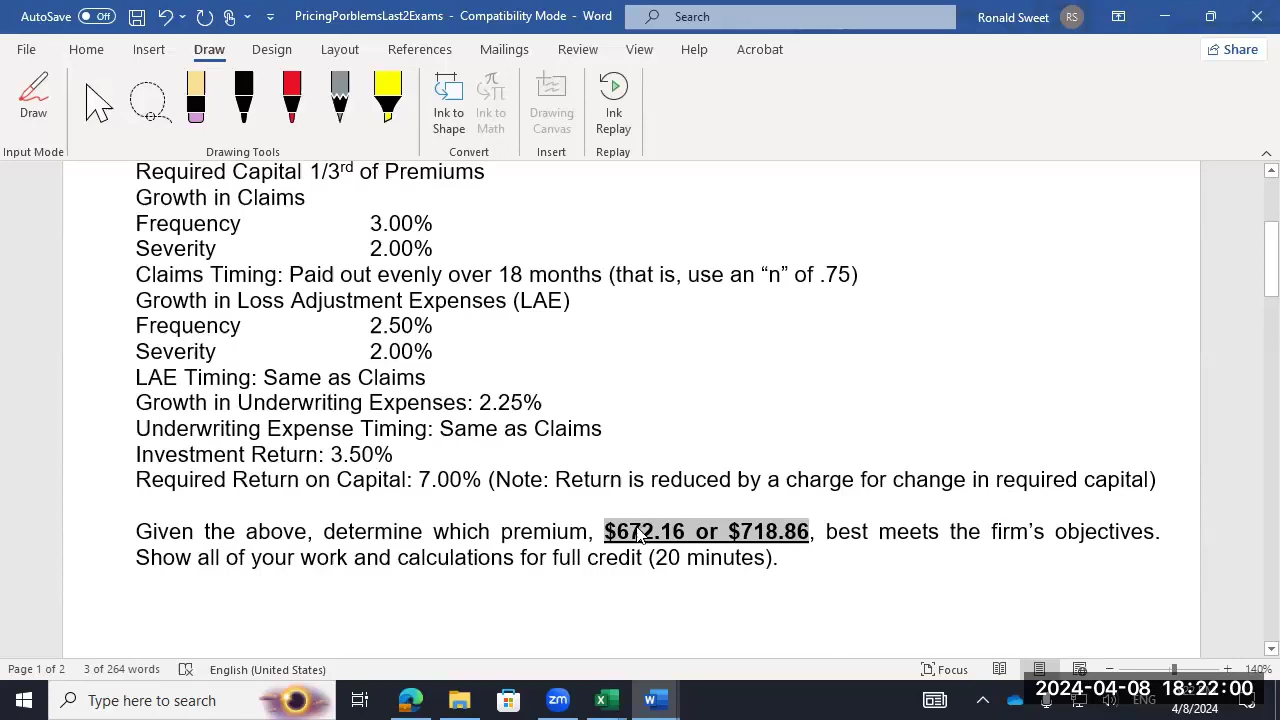 AutoSave Off PricingPorblemsLast2Exams - Compatibility Mode - Word Search Ronald Sweet RS
File Home Insert Draw Design Layout References Mailings Review View Help Acrobat Share
Draw
Ink to Shape
Ink to Math
Drawing Canvas
Ink Replay
Input Mode Drawing Tools Convert Insert Replay
Required Capital 1/3rd of Premiums
Growth in Claims
Frequency 3.00%
Severity 2.00%
Claims Timing: Paid out evenly over 18 months (that is, use an “n” of .75)
Growth in Loss Adjustment Expenses (LAE)
Frequency 2.50%
Severity 2.00%
LAE Timing: Same as Claims
Growth in Underwriting Expenses: 2.25%
Underwriting Expense Timing: Same as Claims
Investment Return: 3.50%
Required Return on Capital: 7.00% (Note: Return is reduced by a charge for change in required capital)
Given the above, determine which premium, $672.16 or $718.86, best meets the firm’s objectives.
Show all of your work and calculations for full credit (20 minutes).
Page 1 of 2 3 of 264 words English (United States) Focus 140%
Type here to search zm ENG
2024-04-08 18:22:00
4/8/2024